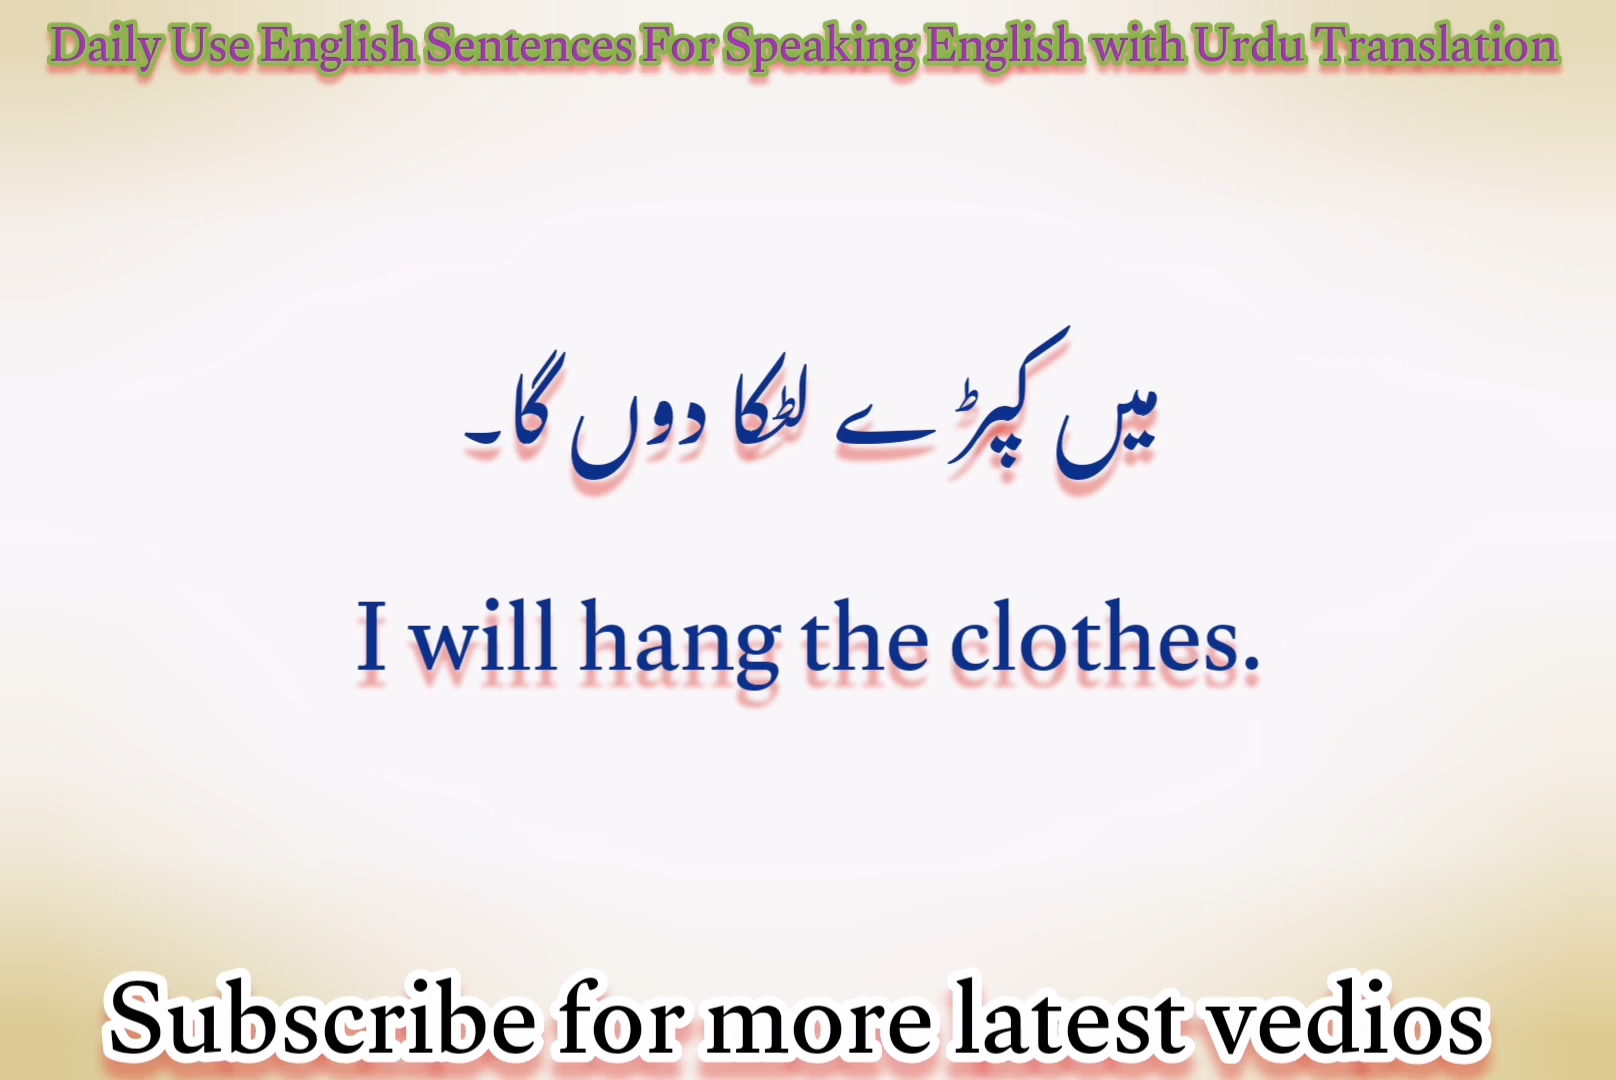 Daily Use English Sentences For Speaking English with Urdu Translation
میں کپڑے لٹکا دوں گا۔
I will hang the clothes.
Subscribe for more latest vedios